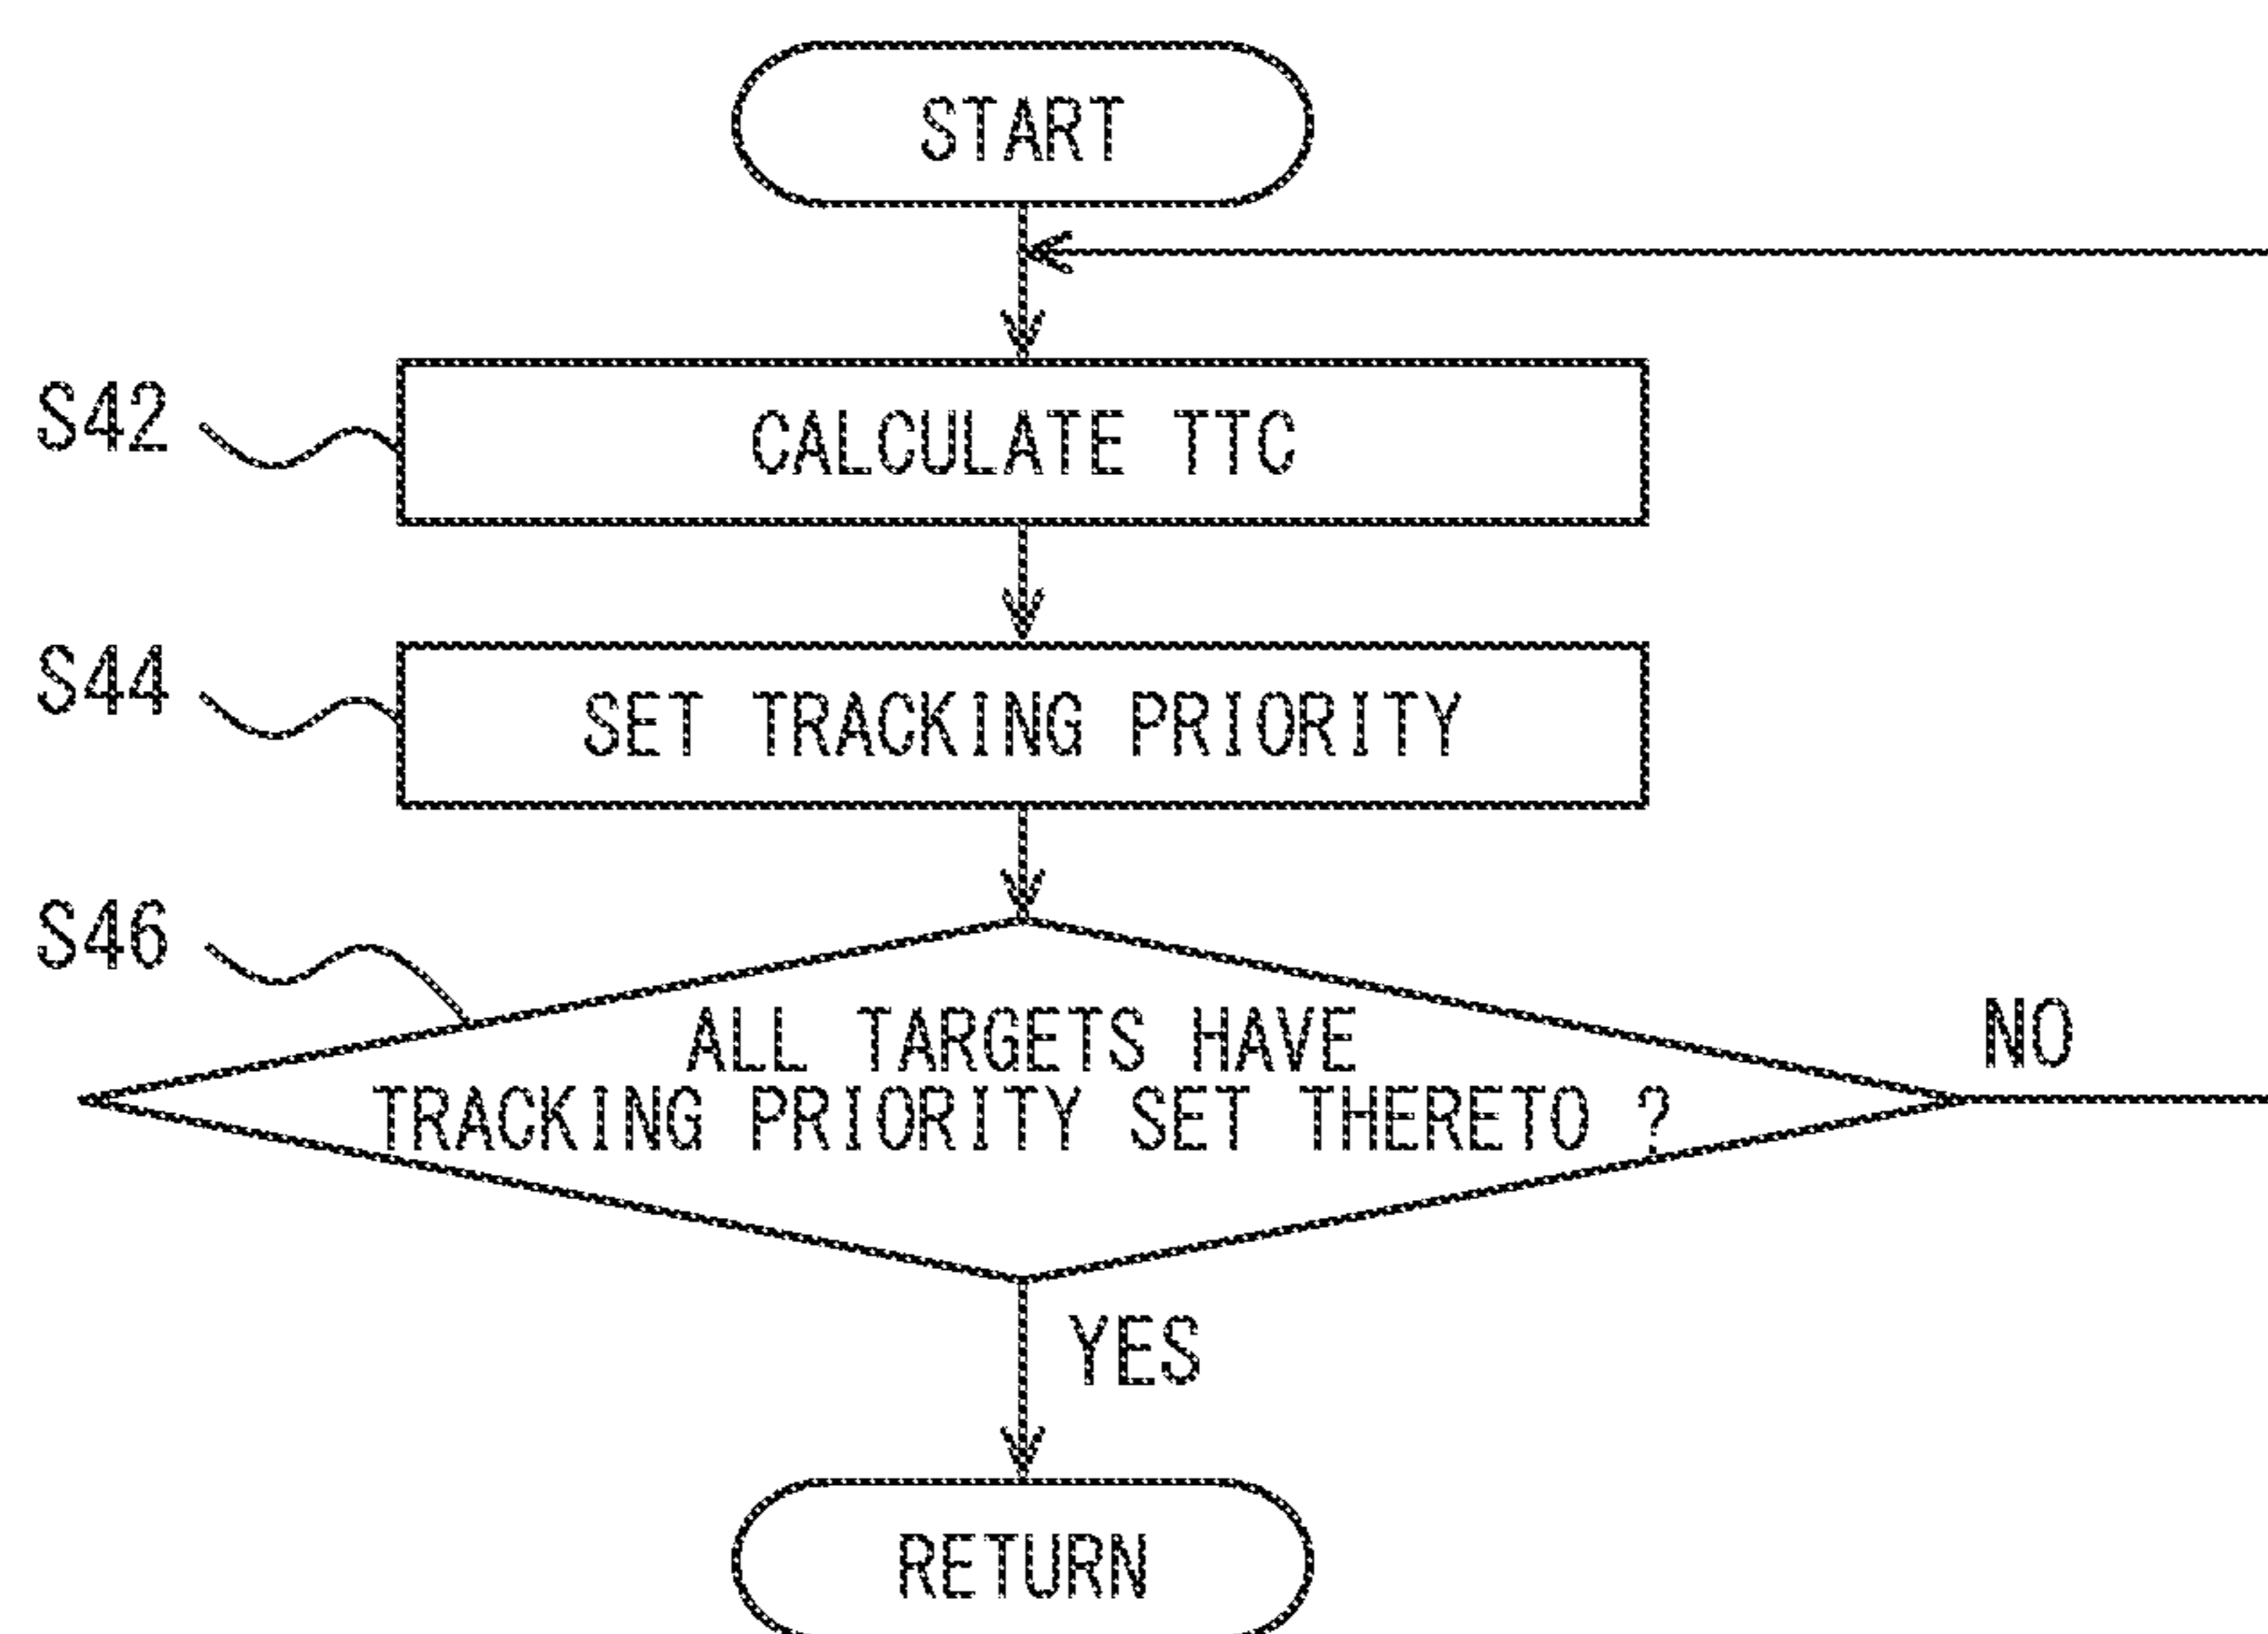 START
S42
CALCULATE TTC
S44
SET TRACKING PRIORITY
S46
ALL TARGETS HAVE
TRACKING PRIORITY SET THERETO ?
NO
YES
RETURN